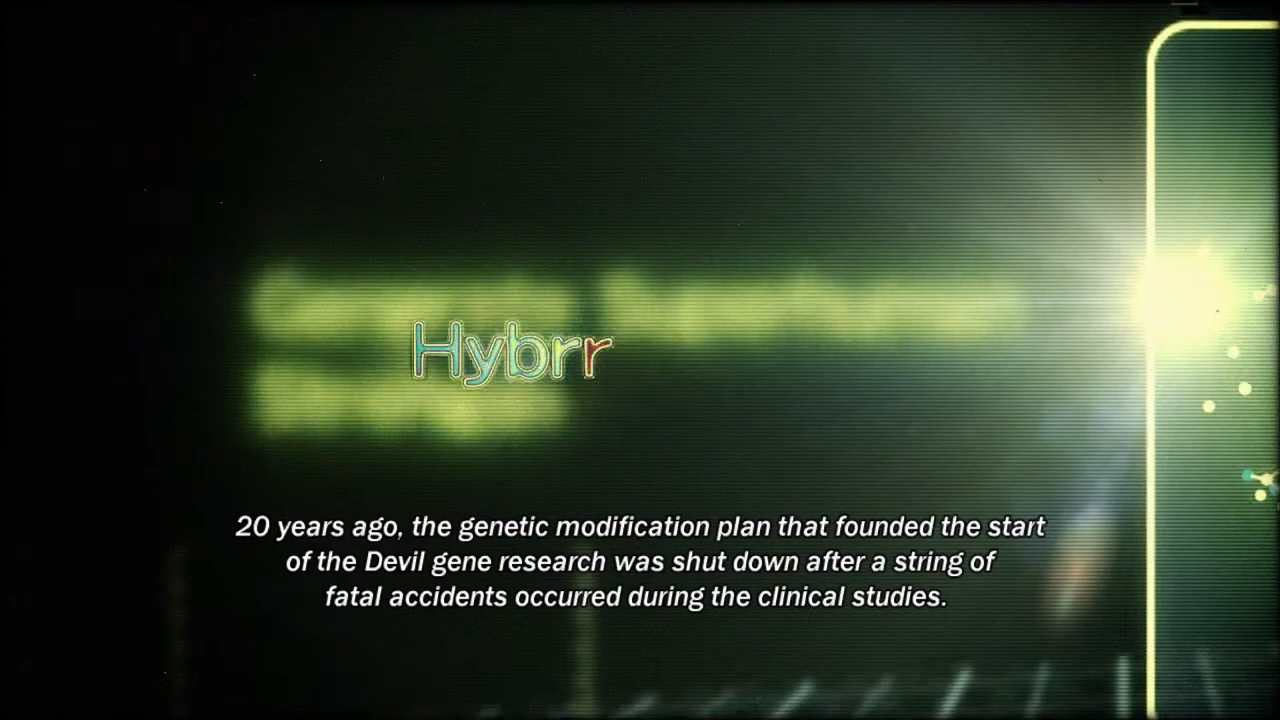 Hybrr
20 years ago, the genetic modification plan that founded the start
of the Devil gene research was shut down after a string of
fatal accidents occurred during the clinical studies.